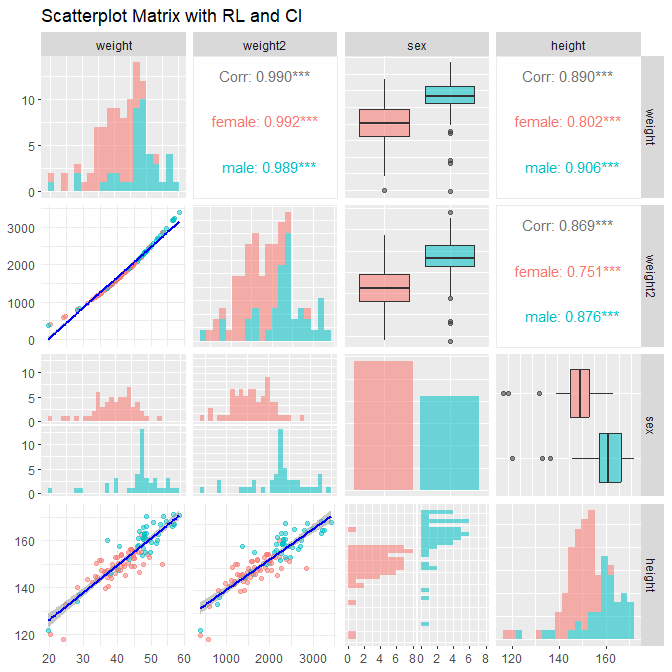 Scatterplot Matrix with RL and CI
weight
weight2
sex
height
10
5
0
Corr: 0.990***
female: 0.992***
male: 0.989***
Corr: 0.890***
female: 0.802***
male: 0.906***
weight
3000
2000
1000
0
Corr: 0.869***
female: 0.751***
male: 0.876***
weight2
10
5
0
10
5
0
sex
160
140
120
height
20 30 40 50 60
0 1000 2000 3000
0 2 4 6 8 0 2 4 6 8
120 140 160